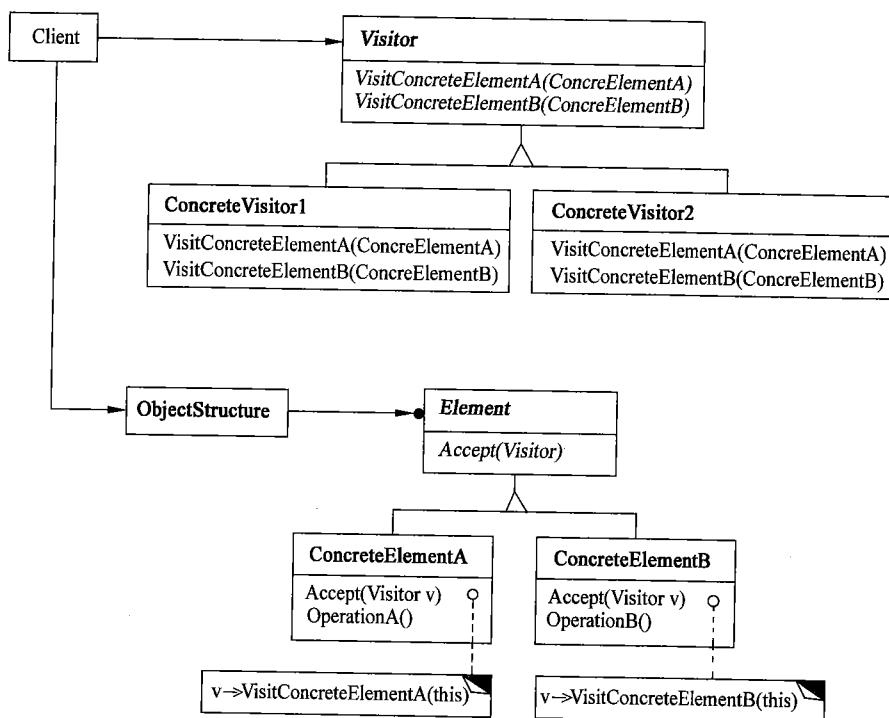 Client
Visitor
VisitConcreteElementA(ConcreElementA)
VisitConcreteElementB(ConcreElementB)
ConcreteVisitor1
VisitConcreteElementA(ConcreElementA)
VisitConcreteElementB(ConcreElementB)
ConcreteVisitor2
VisitConcreteElementA(ConcreElementA)
VisitConcreteElementB(ConcreElementB)
ObjectStructure
Element
Accept(Visitor)
ConcreteElementA
Accept(Visitor v)
OperationA()
ConcreteElementB
Accept(Visitor v)
OperationB()
v->VisitConcreteElementA(this)
v->VisitConcreteElementB(this)